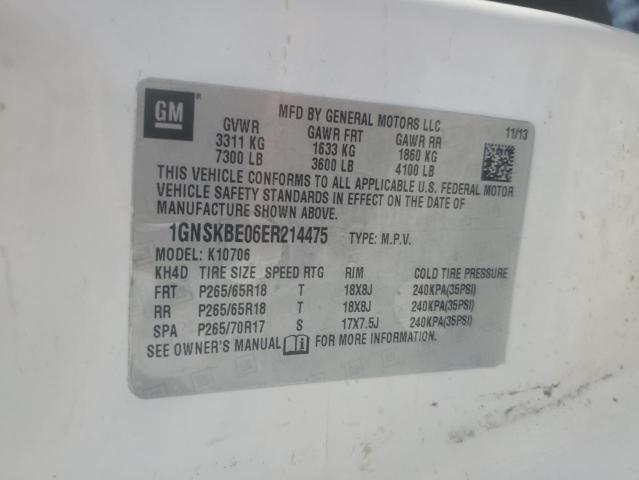 GM
MFD BY GENERAL MOTORS LLC 11/13
GVWR GAWR FRT GAWR RR
3311 KG 1633 KG 1860 KG
7300 LB 3600 LB 4100 LB
THIS VEHICLE CONFORMS TO ALL APPLICABLE U.S. FEDERAL MOTOR
VEHICLE SAFETY STANDARDS IN EFFECT ON THE DATE OF
MANUFACTURE SHOWN ABOVE.
1GNSKBE06ER214475 TYPE: M.P.V.
MODEL: K10706
KH4D TIRE SIZE SPEED RTG RIM COLD TIRE PRESSURE
FRT P265/65R18 T 18X8J 240KPA(35PSI)
RR P265/65R18 T 18X8J 240KPA(35PSI)
SPA P265/70R17 S 17X7.5J 240KPA(35PSI)
SEE OWNER'S MANUAL FOR MORE INFORMATION.